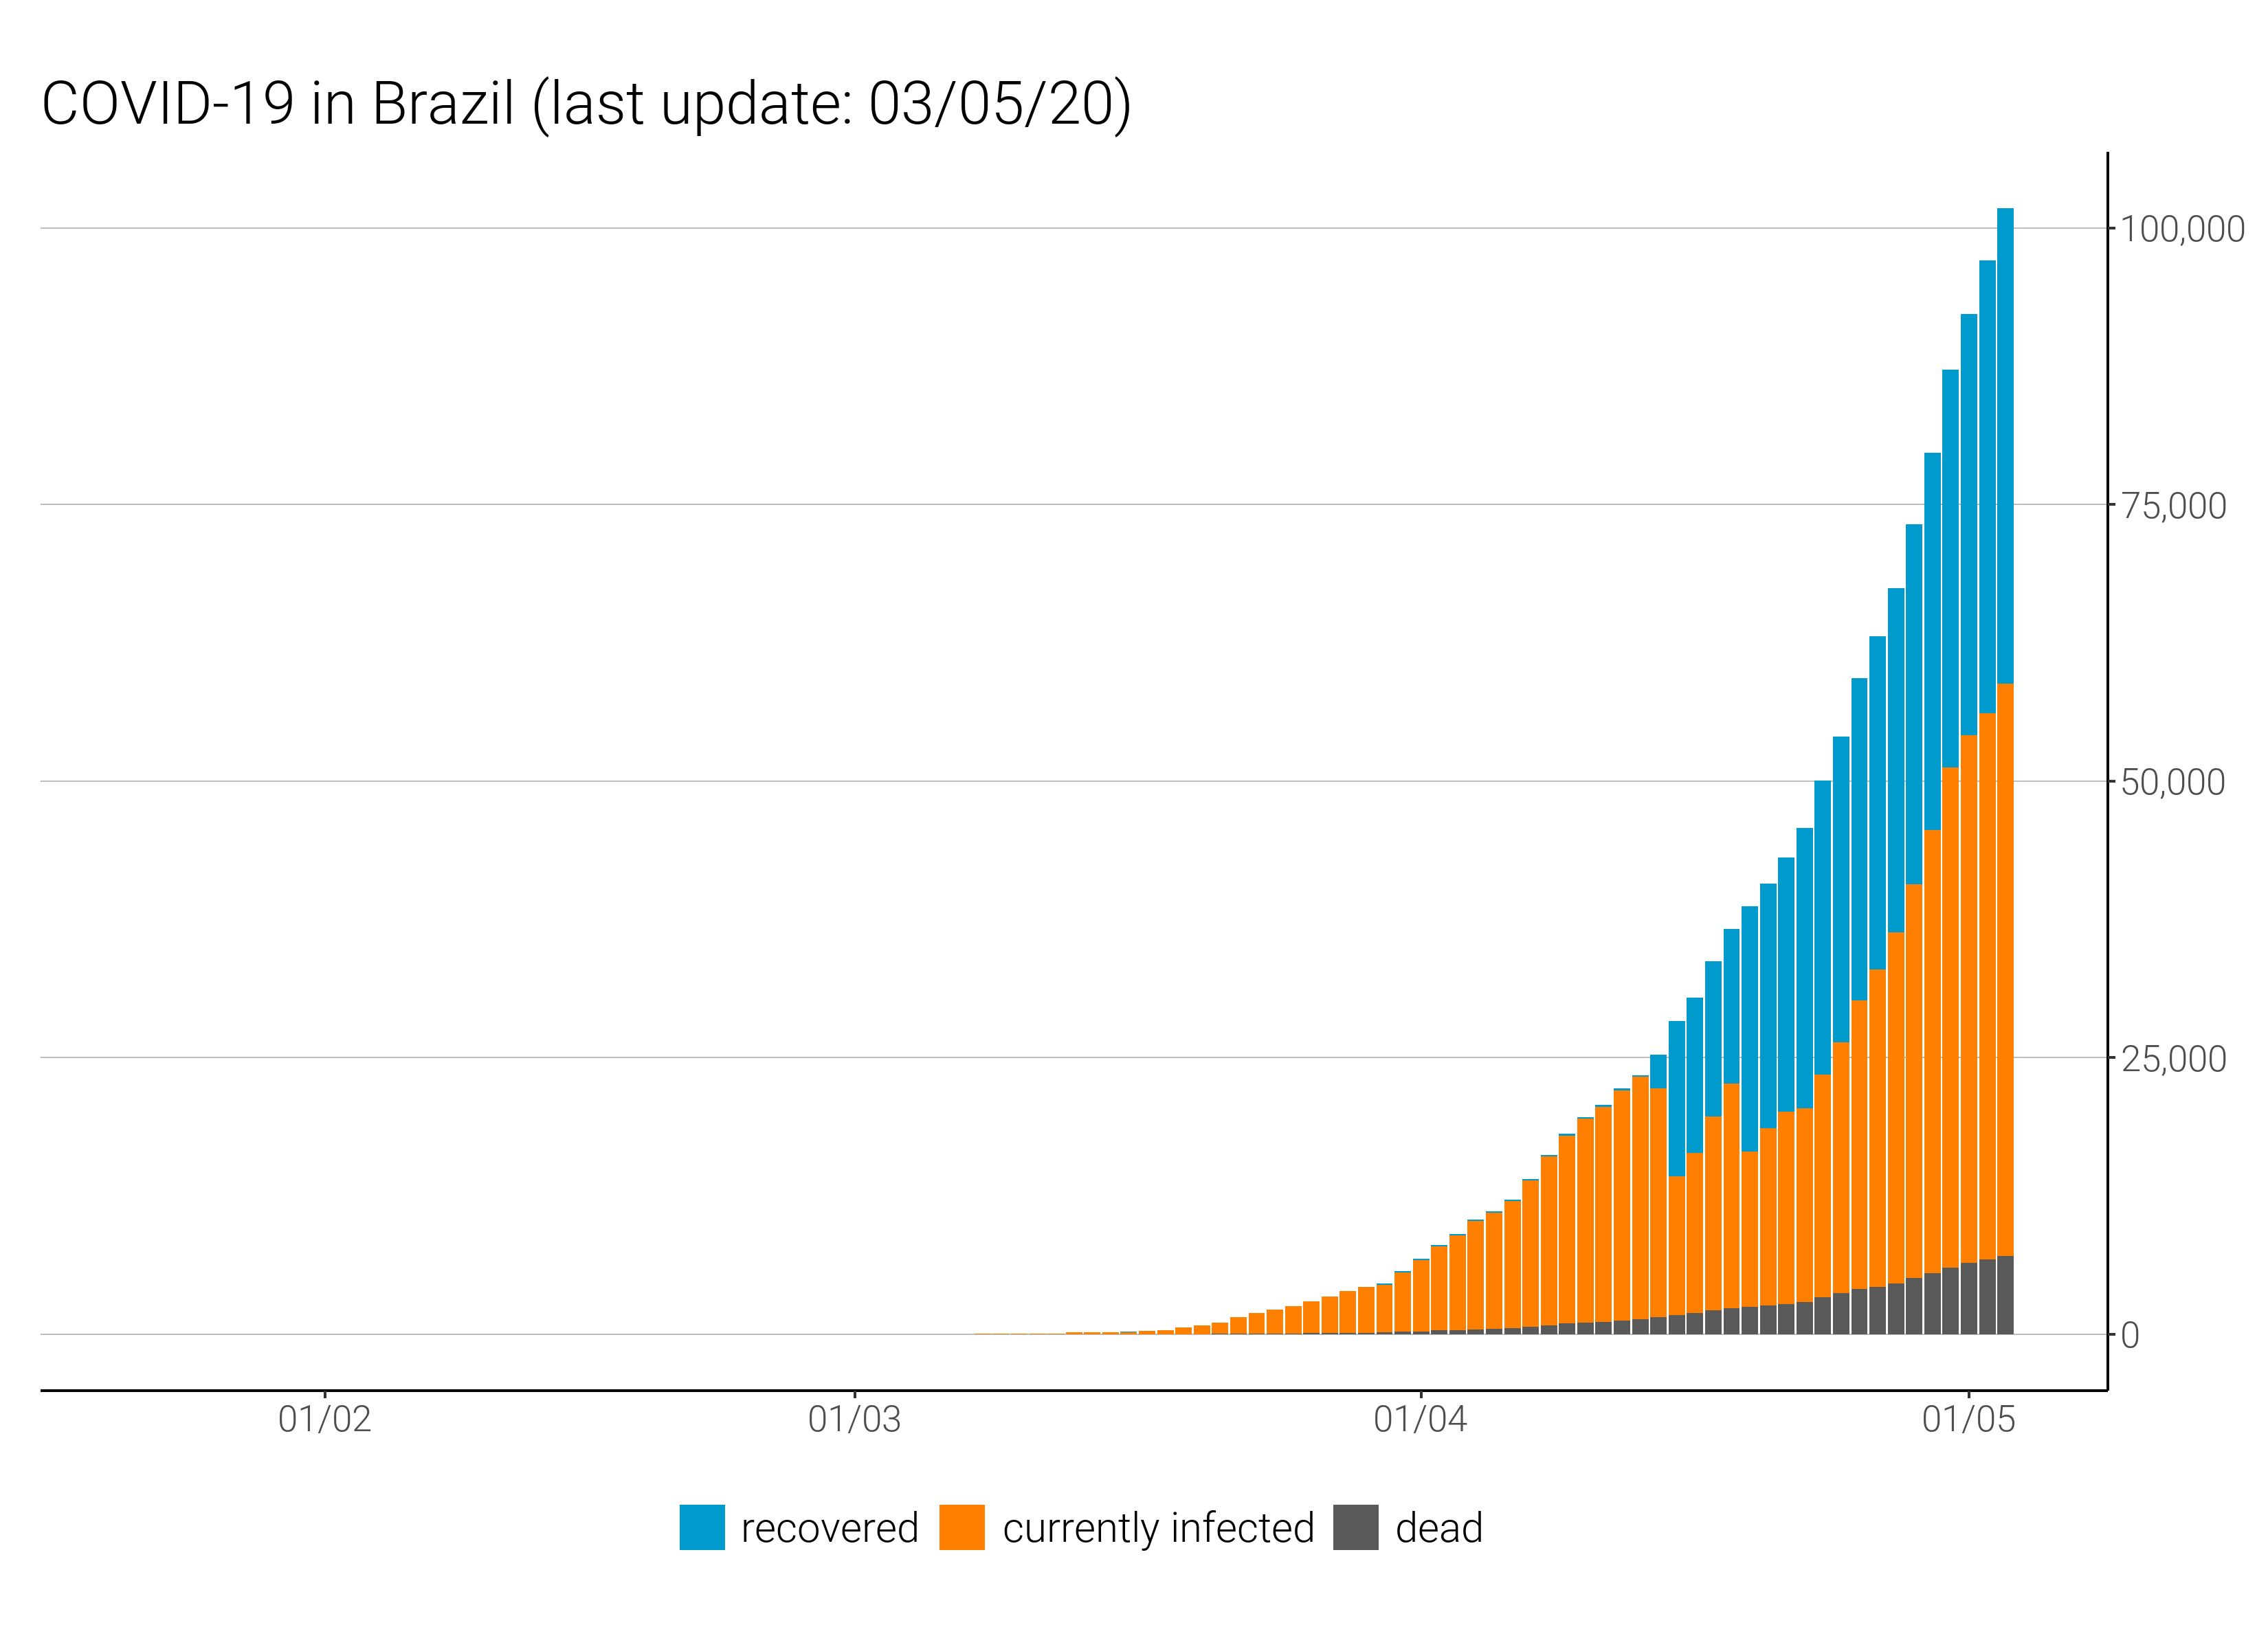 COVID-19 in Brazil (last update: 03/05/20)
100,000
75,000
50,000
25,000
0
01/02 01/03 01/04 01/05
recovered currently infected dead